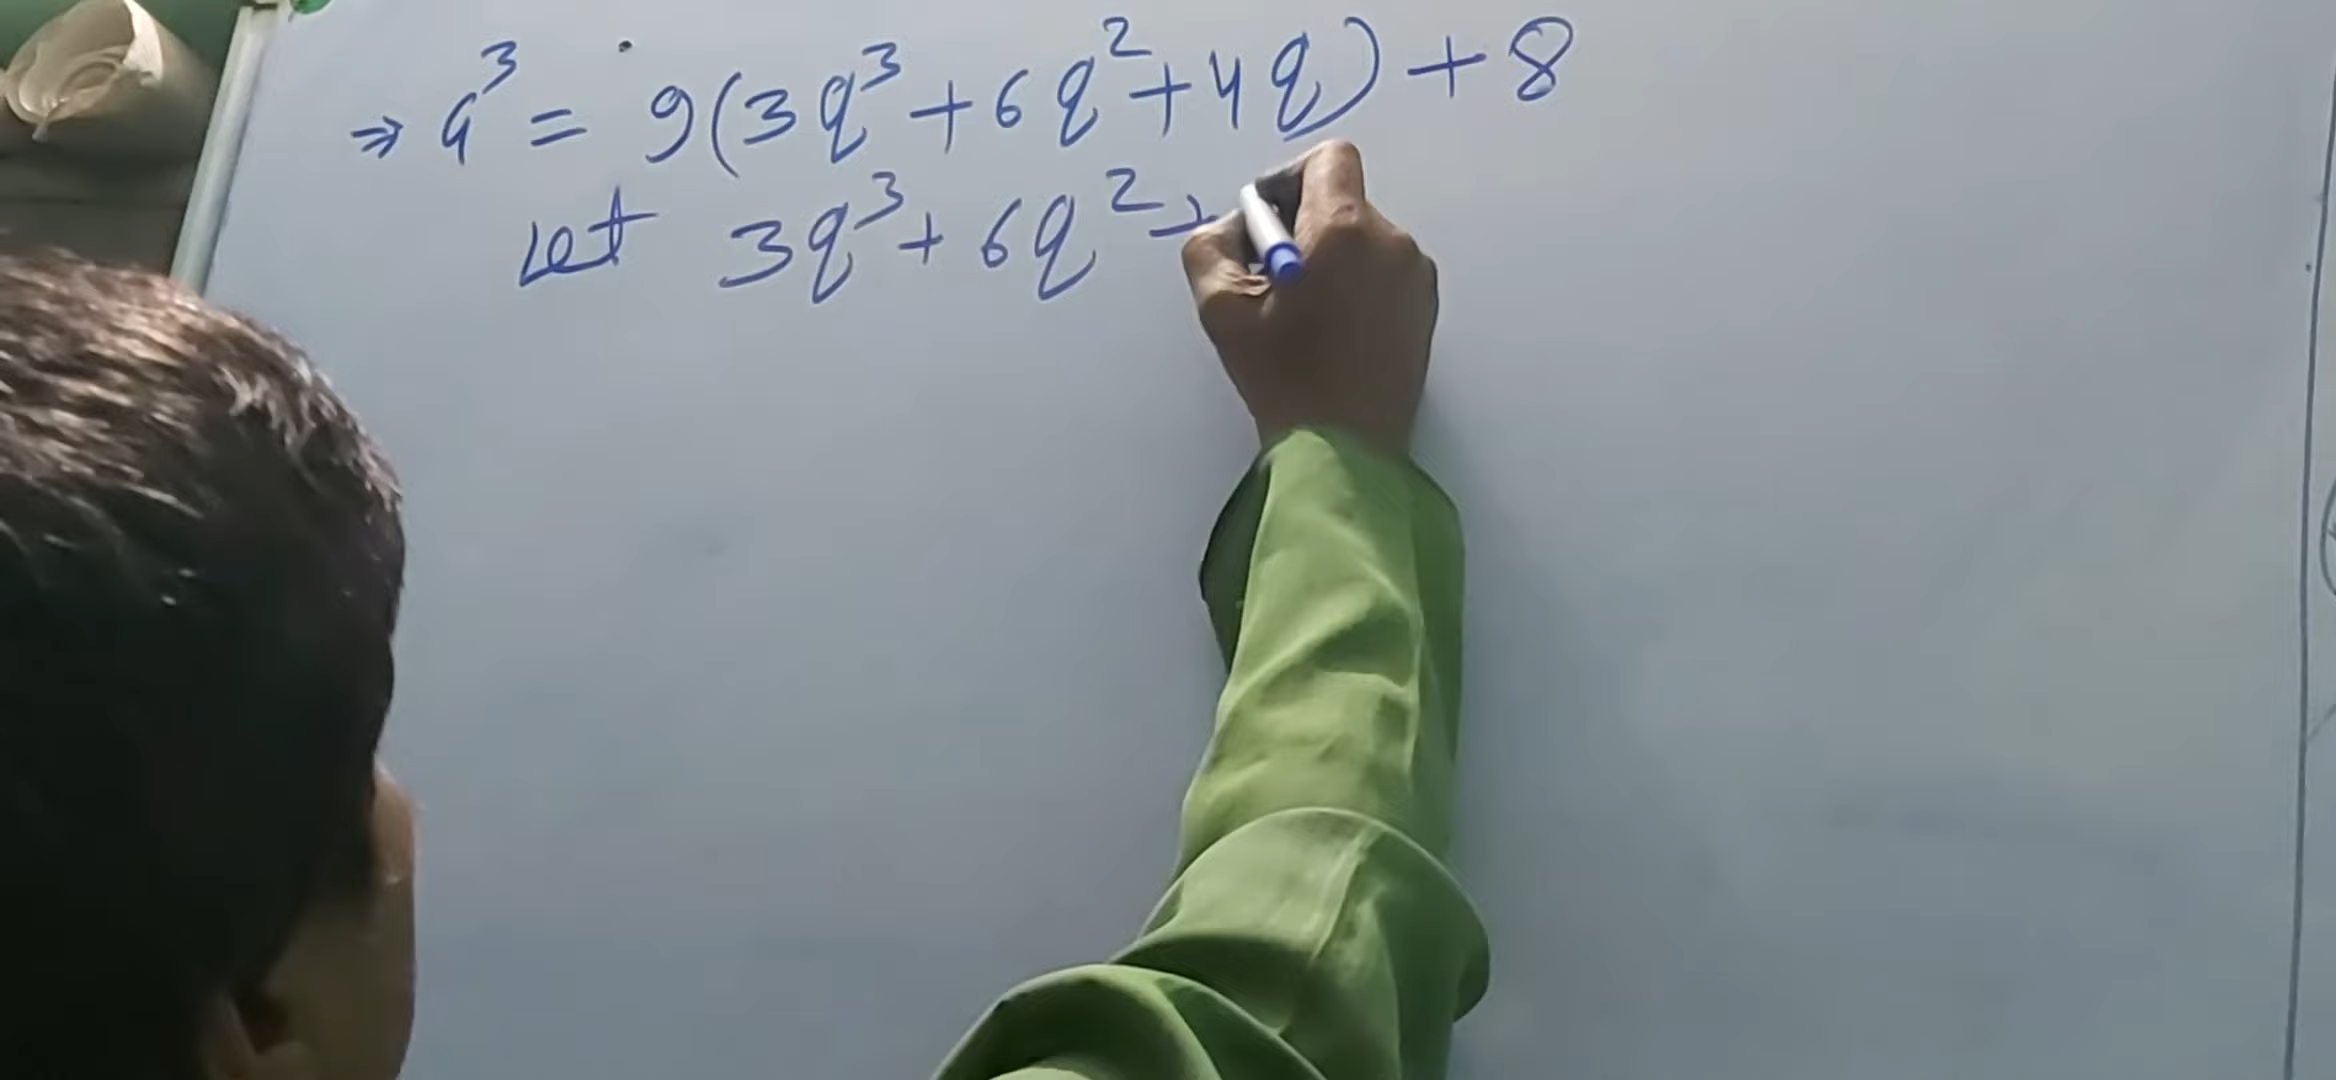 ⇒ a³ = 9(3q³ + 6q² + 4q) + 8
Let 3q³ + 6q² +